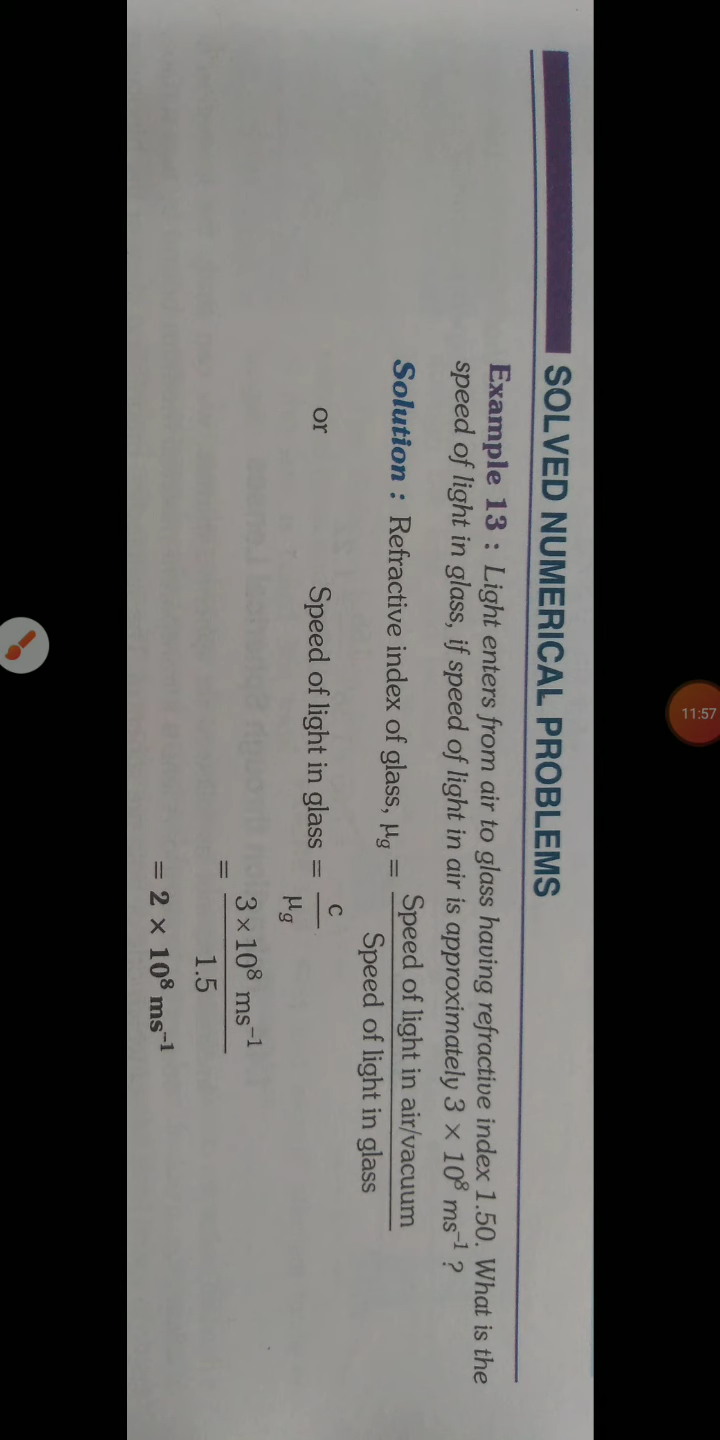 SOLVED NUMERICAL PROBLEMS
Example 13 : Light enters from air to glass having refractive index 1.50. What is the
speed of light in glass, if speed of light in air is approximately 3 × 10⁸ ms⁻¹ ?
Solution : Refractive index of glass, μg = Speed of light in air/vacuum
Speed of light in glass
or Speed of light in glass = c
μg
= 3×10⁸ ms⁻¹
1.5
= 2 × 10⁸ ms⁻¹
11:57